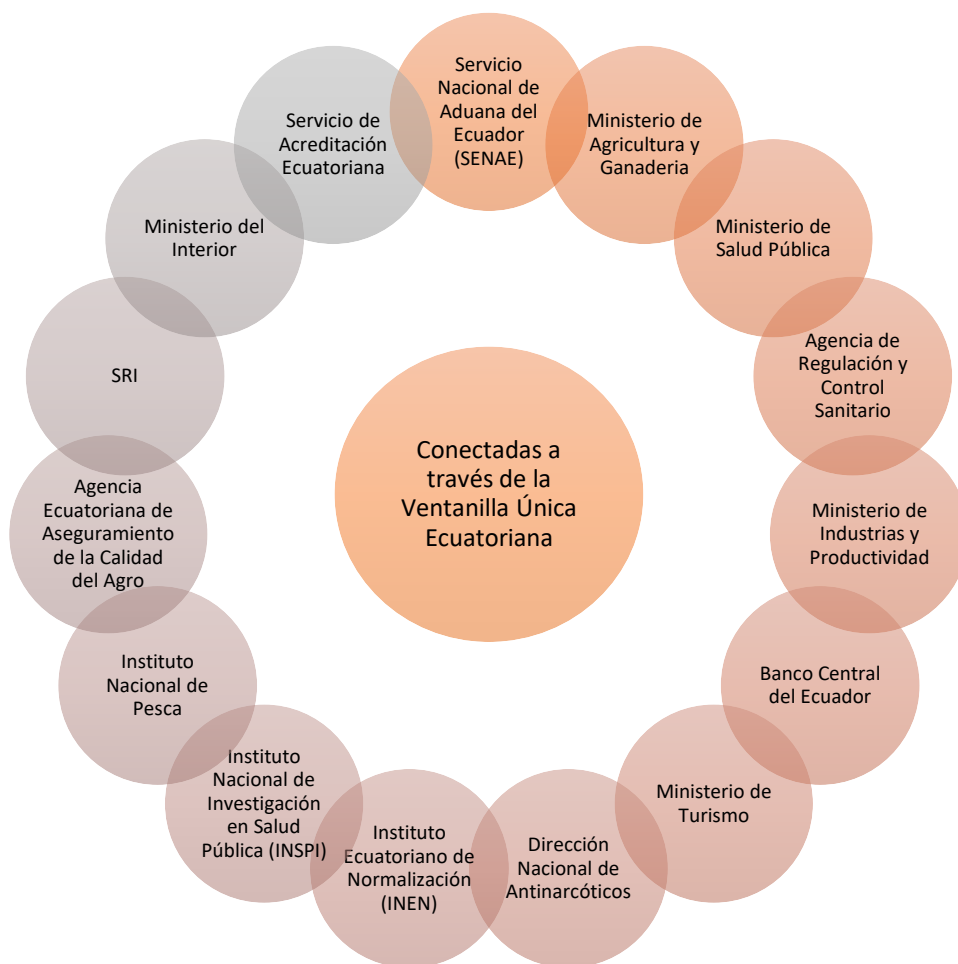 Servicio
Nacional de
Aduana del
Ecuador
(SENAE)
Ministerio de
Agricultura y
Ganaderia
Ministerio de
Salud Pública
Agencia de
Regulación y
Control
Sanitario
Ministerio de
Industrias y
Productividad
Banco Central
del Ecuador
Ministerio de
Turismo
Dirección
Nacional de
Antinarcóticos
Instituto
Ecuatoriano de
Normalización
(INEN)
Instituto
Nacional de
Investigación
en Salud
Pública (INSPI)
Instituto
Nacional de
Pesca
Agencia
Ecuatoriana de
Aseguramiento
de la Calidad
del Agro
SRI
Ministerio del
Interior
Servicio de
Acreditación
Ecuatoriana
Conectadas a
través de la
Ventanilla Única
Ecuatoriana